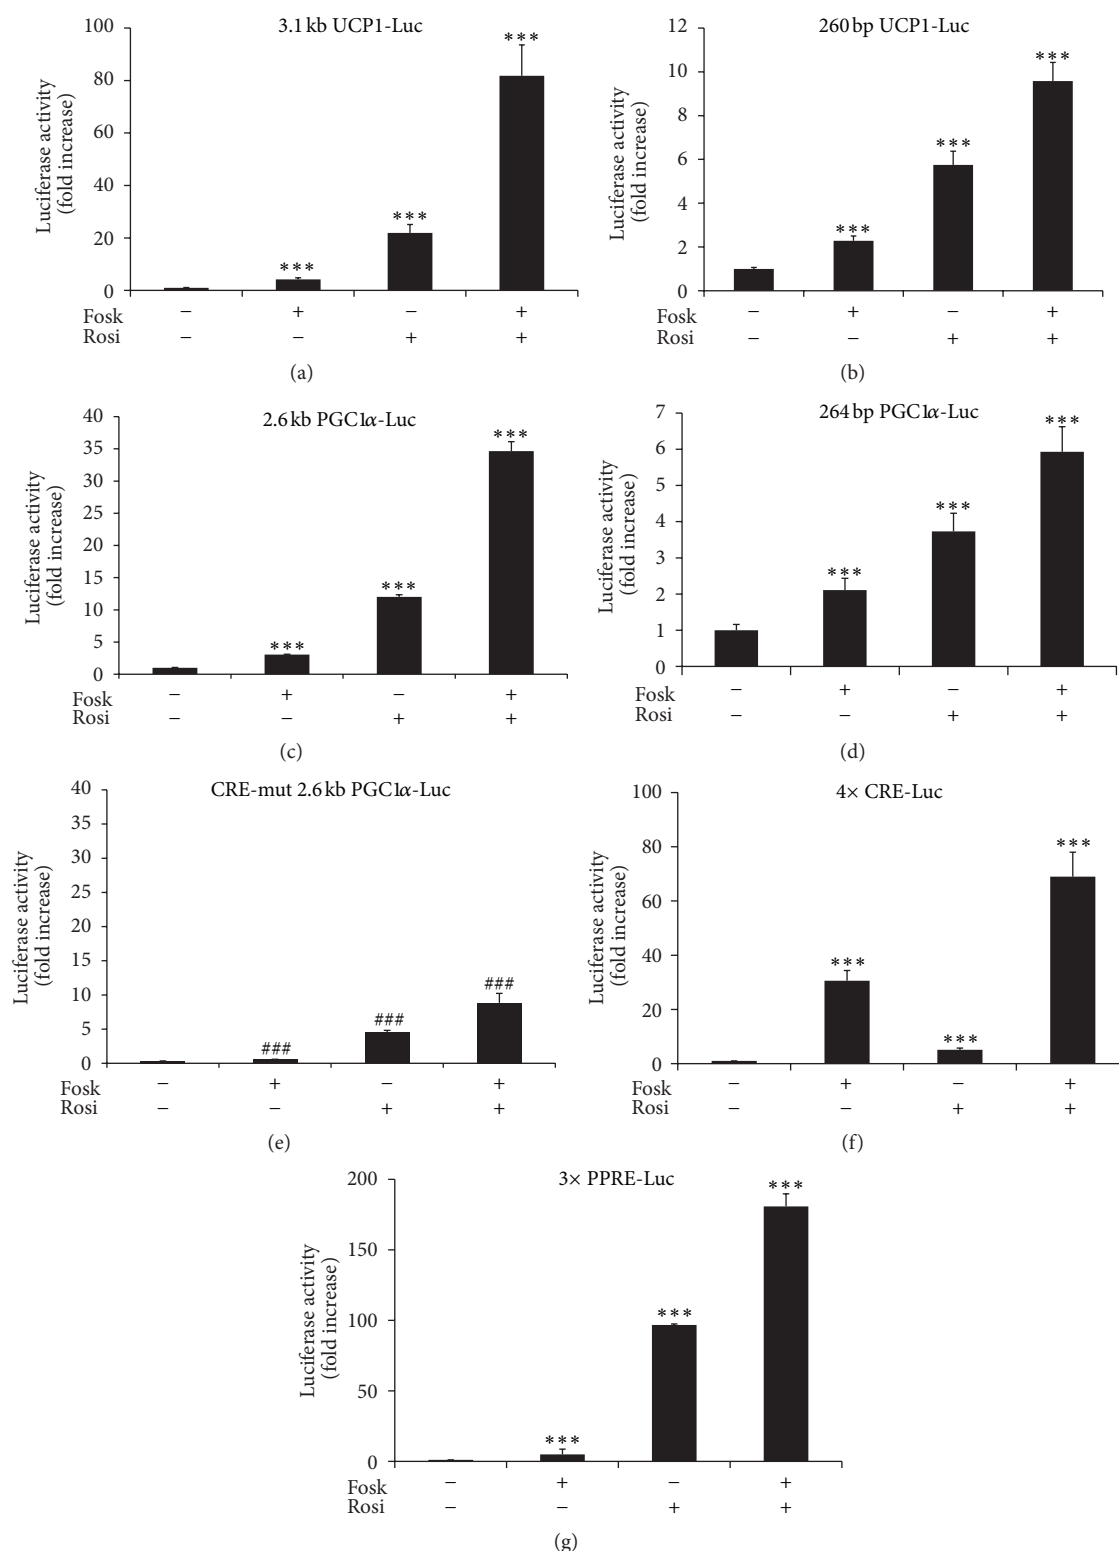 3.1 kb UCP1-Luc
Luciferase activity
(fold increase)
100
80
60
40
20
0
***
***
***
Fosk − + − +
Rosi − − + +
(a)
260 bp UCP1-Luc
Luciferase activity
(fold increase)
12
10
8
6
4
2
0
***
***
***
Fosk − + − +
Rosi − − + +
(b)
2.6 kb PGC1α-Luc
Luciferase activity
(fold increase)
40
35
30
25
20
15
10
5
0
***
***
***
Fosk − + − +
Rosi − − + +
(c)
264 bp PGC1α-Luc
Luciferase activity
(fold increase)
7
6
5
4
3
2
1
0
***
***
***
Fosk − + − +
Rosi − − + +
(d)
CRE-mut 2.6 kb PGC1α-Luc
Luciferase activity
(fold increase)
40
35
30
25
20
15
10
5
0
###
###
###
Fosk − + − +
Rosi − − + +
(e)
4× CRE-Luc
Luciferase activity
(fold increase)
100
80
60
40
20
0
***
***
***
Fosk − + − +
Rosi − − + +
(f)
3× PPRE-Luc
Luciferase activity
(fold increase)
200
150
100
50
0
***
***
***
Fosk − + − +
Rosi − − + +
(g)